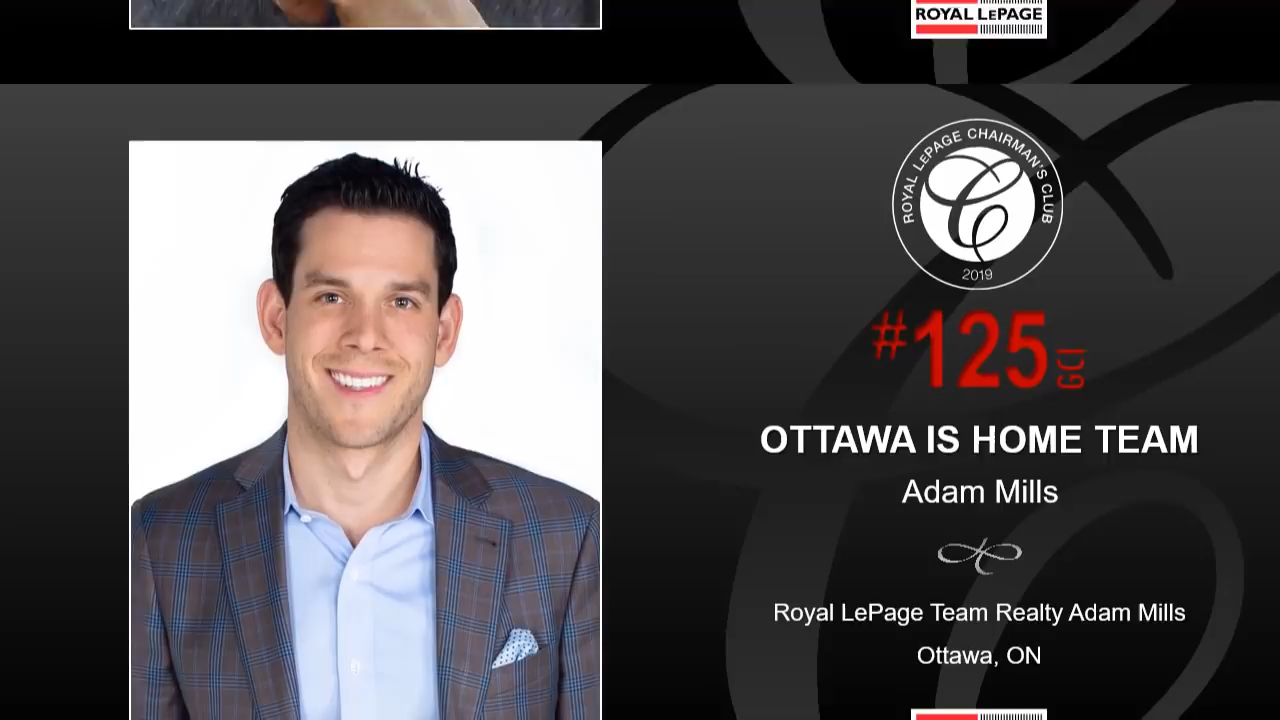 ROYAL LEPAGE
ROYAL LEPAGE CHAIRMAN'S CLUB
2019
#125 GCI
OTTAWA IS HOME TEAM
Adam Mills
Royal LePage Team Realty Adam Mills
Ottawa, ON